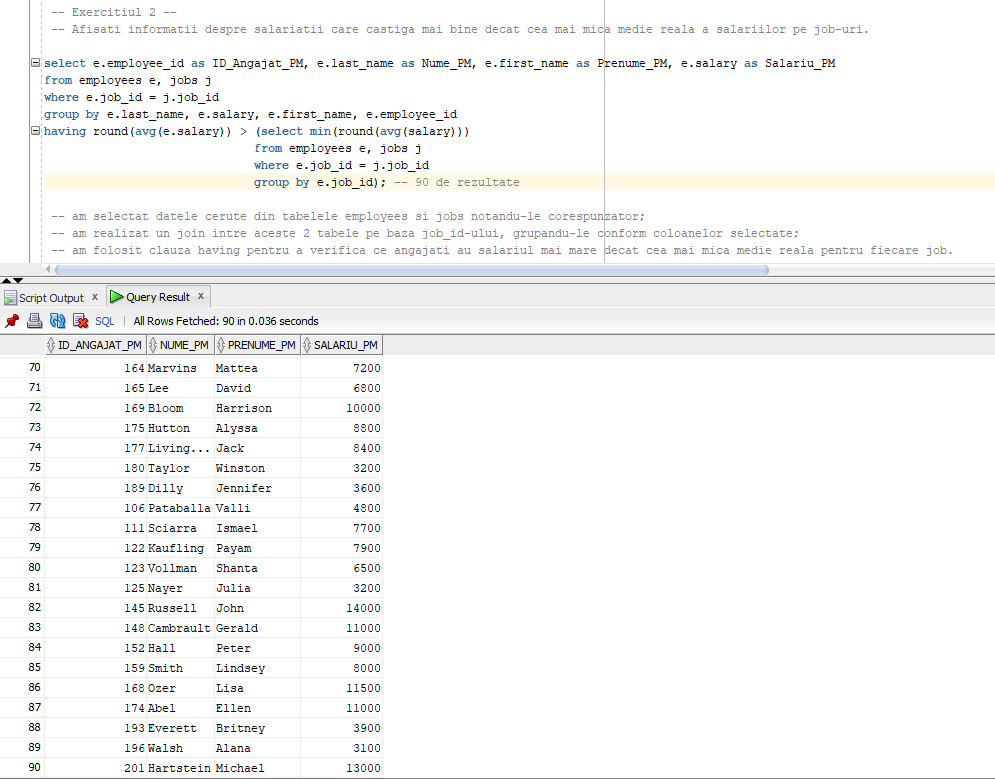 -- Exercitiul 2 --
-- Afisati informatii despre salariatii care castiga mai bine decat cea mai mica medie reala a salariilor pe job-uri.
select e.employee_id as ID_Angajat_PM, e.last_name as Nume_PM, e.first_name as Prenume_PM, e.salary as Salariu_PM
from employees e, jobs j
where e.job_id = j.job_id
group by e.last_name, e.salary, e.first_name, e.employee_id
having round(avg(e.salary)) > (select min(round(avg(salary)))
from employees e, jobs j
where e.job_id = j.job_id
group by e.job_id); -- 90 de rezultate
-- am selectat datele cerute din tabelele employees si jobs notandu-le corespunzator;
-- am realizat un join intre aceste 2 tabele pe baza job_id-ului, grupandu-le conform coloanelor selectate;
-- am folosit clauza having pentru a verifica ce angajati au salariul mai mare decat cea mai mica medie reala pentru fiecare job.
Script Output x Query Result x
SQL | All Rows Fetched: 90 in 0.036 seconds
ID_ANGAJAT_PM NUME_PM PRENUME_PM SALARIU_PM
70 164 Marvins Mattea 7200
71 165 Lee David 6800
72 169 Bloom Harrison 10000
73 175 Hutton Alyssa 8800
74 177 Living... Jack 8400
75 180 Taylor Winston 3200
76 189 Dilly Jennifer 3600
77 106 Pataballa Valli 4800
78 111 Sciarra Ismael 7700
79 122 Kaufling Payam 7900
80 123 Vollman Shanta 6500
81 125 Nayer Julia 3200
82 145 Russell John 14000
83 148 Cambrault Gerald 11000
84 152 Hall Peter 9000
85 159 Smith Lindsey 8000
86 168 Ozer Lisa 11500
87 174 Abel Ellen 11000
88 193 Everett Britney 3900
89 196 Walsh Alana 3100
90 201 Hartstein Michael 13000